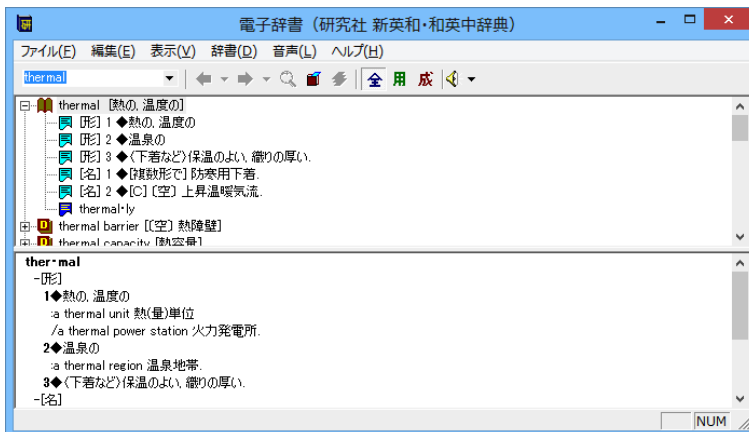 電子辞書（研究社 新英和・和英中辞典）
ファイル(F) 編集(E) 表示(V) 辞書(D) 音声(L) ヘルプ(H)
thermal 全 用 成
thermal [熱の, 温度の]
[形] 1 ◆熱の, 温度の
[形] 2 ◆温泉の
[形] 3 ◆〈下着など〉保温のよい, 織りの厚い.
[名] 1 ◆[複数形で] 防寒用下着.
[名] 2 ◆[C] 〔空〕 上昇温暖気流.
thermal・ly
thermal barrier [〔空〕 熱障壁]
thermal capacity [熱容量]
ther・mal
-[形]
1◆熱の, 温度の
:a thermal unit 熱(量)単位
/a thermal power station 火力発電所.
2◆温泉の
:a thermal region 温泉地帯.
3◆〈下着など〉保温のよい, 織りの厚い.
-[名]
NUM